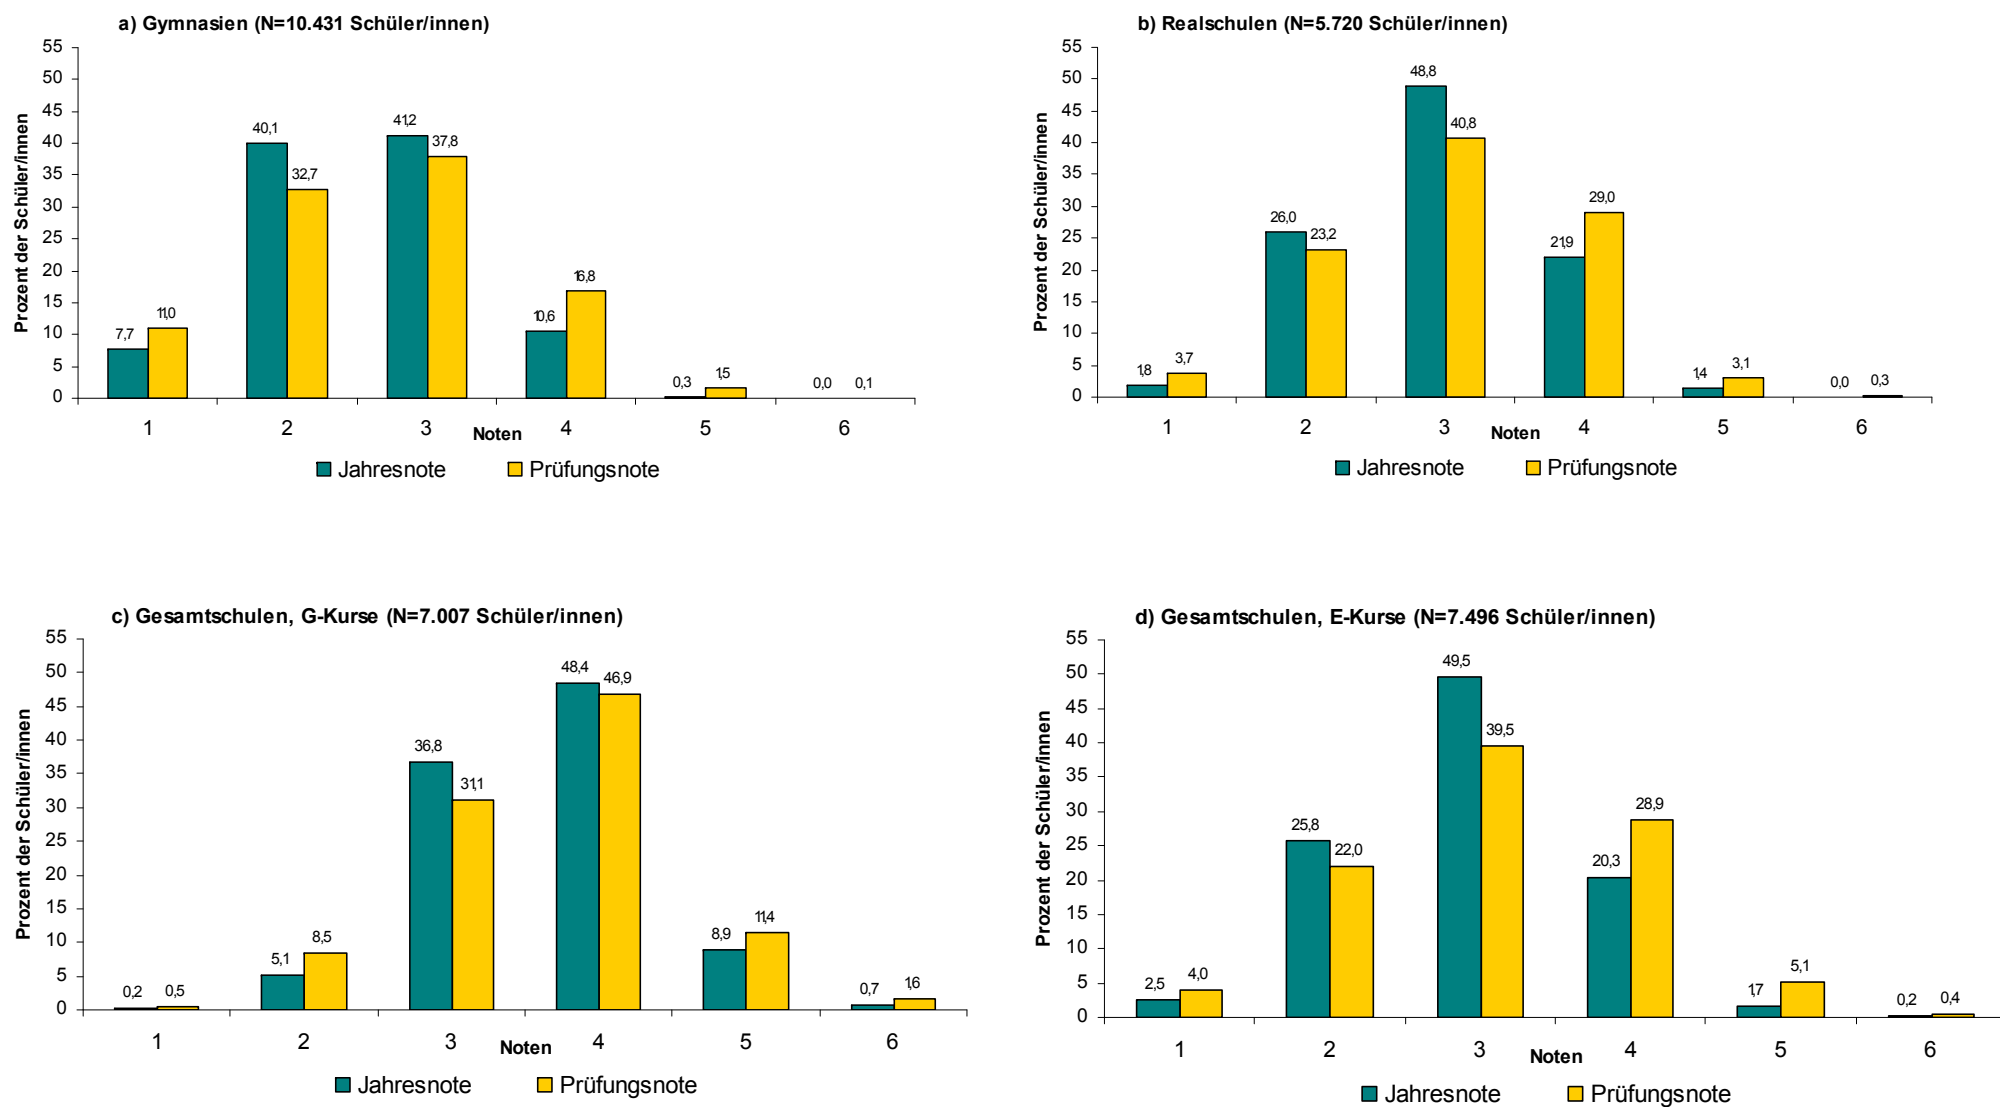 a) Gymnasien (N=10.431 Schüler/innen)
Prozent der Schüler/innen
55
50
45
40
35
30
25
20
15
10
5
0
7,7 11,0 40,1 32,7 41,2 37,8 10,6 16,8 0,3 1,5 0,0 0,1
1 2 3 4 5 6
Noten
Jahresnote Prüfungsnote
b) Realschulen (N=5.720 Schüler/innen)
Prozent der Schüler/innen
55
50
45
40
35
30
25
20
15
10
5
0
1,8 3,7 26,0 23,2 48,8 40,8 21,9 29,0 1,4 3,1 0,0 0,3
1 2 3 4 5 6
Noten
Jahresnote Prüfungsnote
c) Gesamtschulen, G-Kurse (N=7.007 Schüler/innen)
Prozent der Schüler/innen
55
50
45
40
35
30
25
20
15
10
5
0
0,2 0,5 5,1 8,5 36,8 31,1 48,4 46,9 8,9 11,4 0,7 1,6
1 2 3 4 5 6
Noten
Jahresnote Prüfungsnote
d) Gesamtschulen, E-Kurse (N=7.496 Schüler/innen)
Prozent der Schüler/innen
55
50
45
40
35
30
25
20
15
10
5
0
2,5 4,0 25,8 22,0 49,5 39,5 20,3 28,9 1,7 5,1 0,2 0,4
1 2 3 4 5 6
Noten
Jahresnote Prüfungsnote